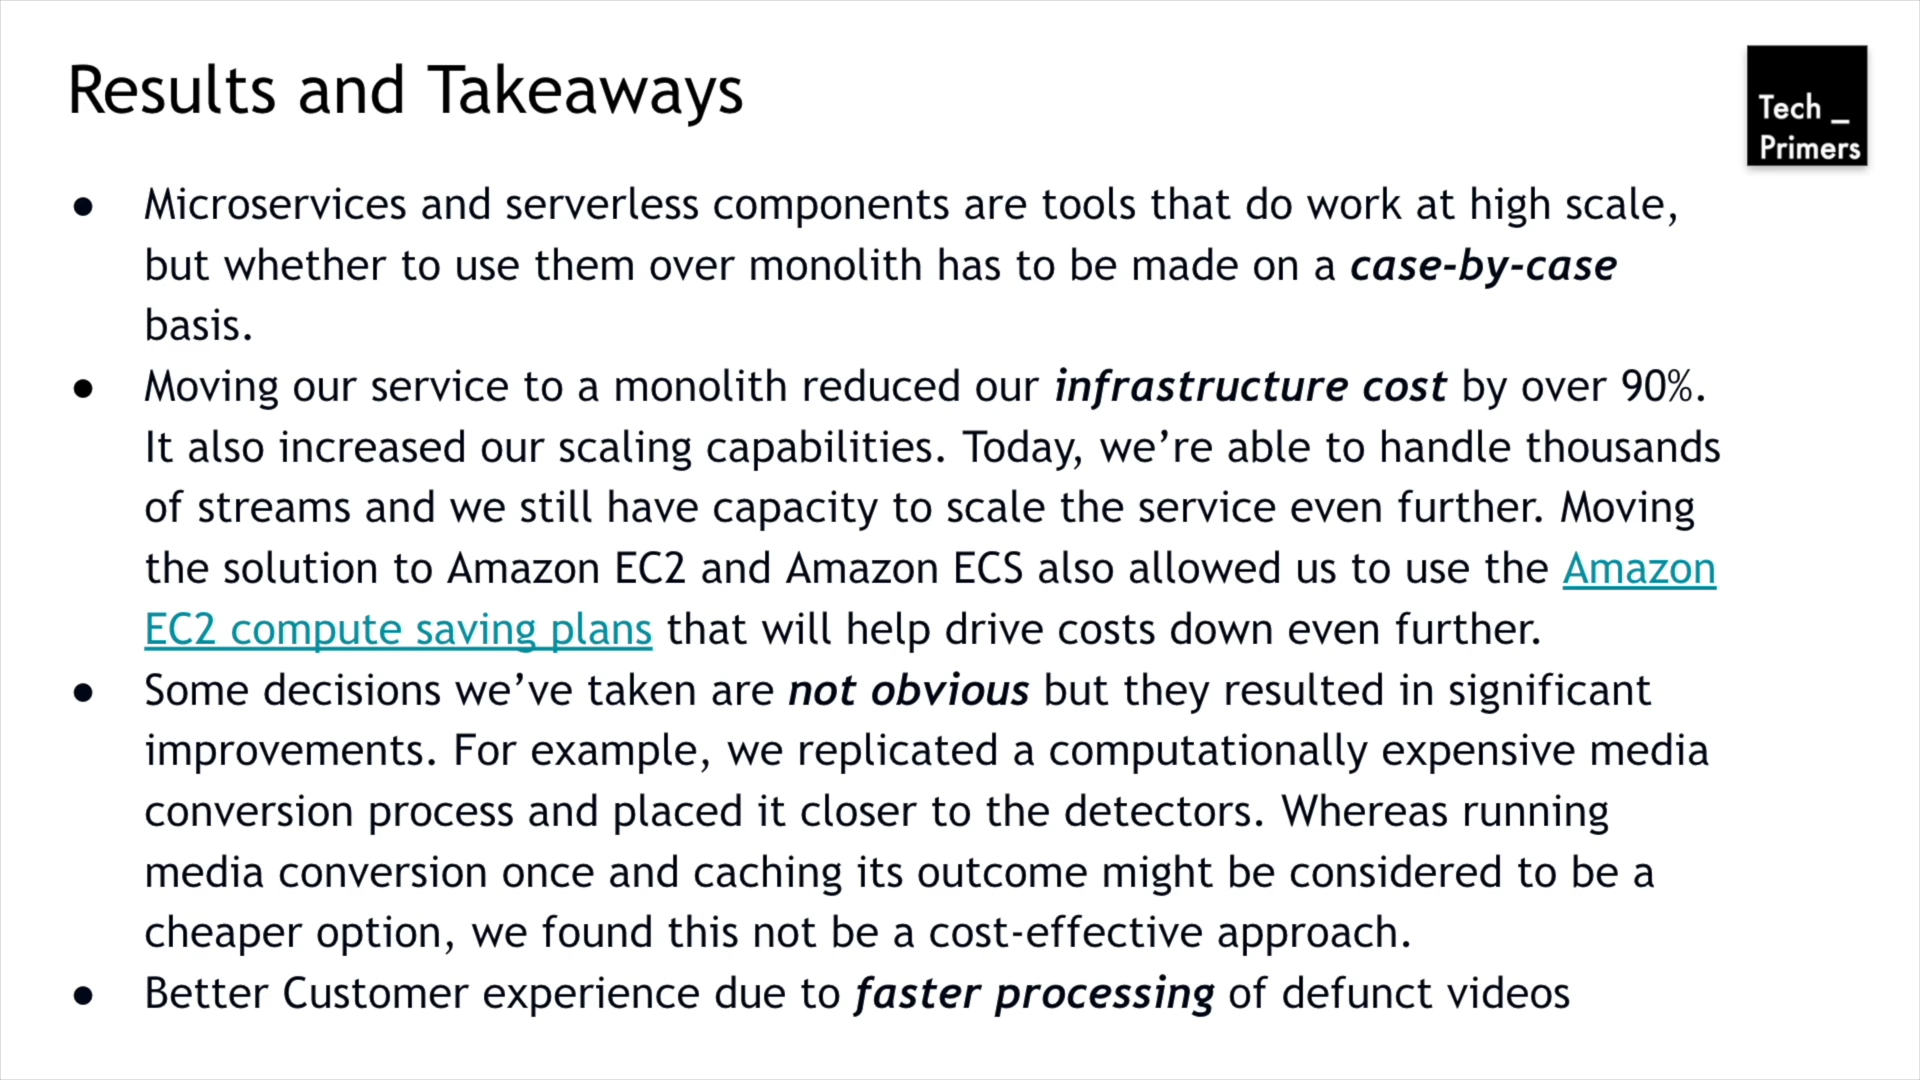 Results and Takeaways
Tech _
Primers
● Microservices and serverless components are tools that do work at high scale,
but whether to use them over monolith has to be made on a case-by-case
basis.
● Moving our service to a monolith reduced our infrastructure cost by over 90%.
It also increased our scaling capabilities. Today, we’re able to handle thousands
of streams and we still have capacity to scale the service even further. Moving
the solution to Amazon EC2 and Amazon ECS also allowed us to use the Amazon
EC2 compute saving plans that will help drive costs down even further.
● Some decisions we’ve taken are not obvious but they resulted in significant
improvements. For example, we replicated a computationally expensive media
conversion process and placed it closer to the detectors. Whereas running
media conversion once and caching its outcome might be considered to be a
cheaper option, we found this not be a cost-effective approach.
● Better Customer experience due to faster processing of defunct videos